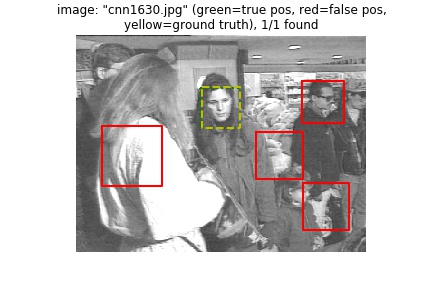 image: "cnn1630.jpg" (green=true pos, red=false pos,
yellow=ground truth), 1/1 found